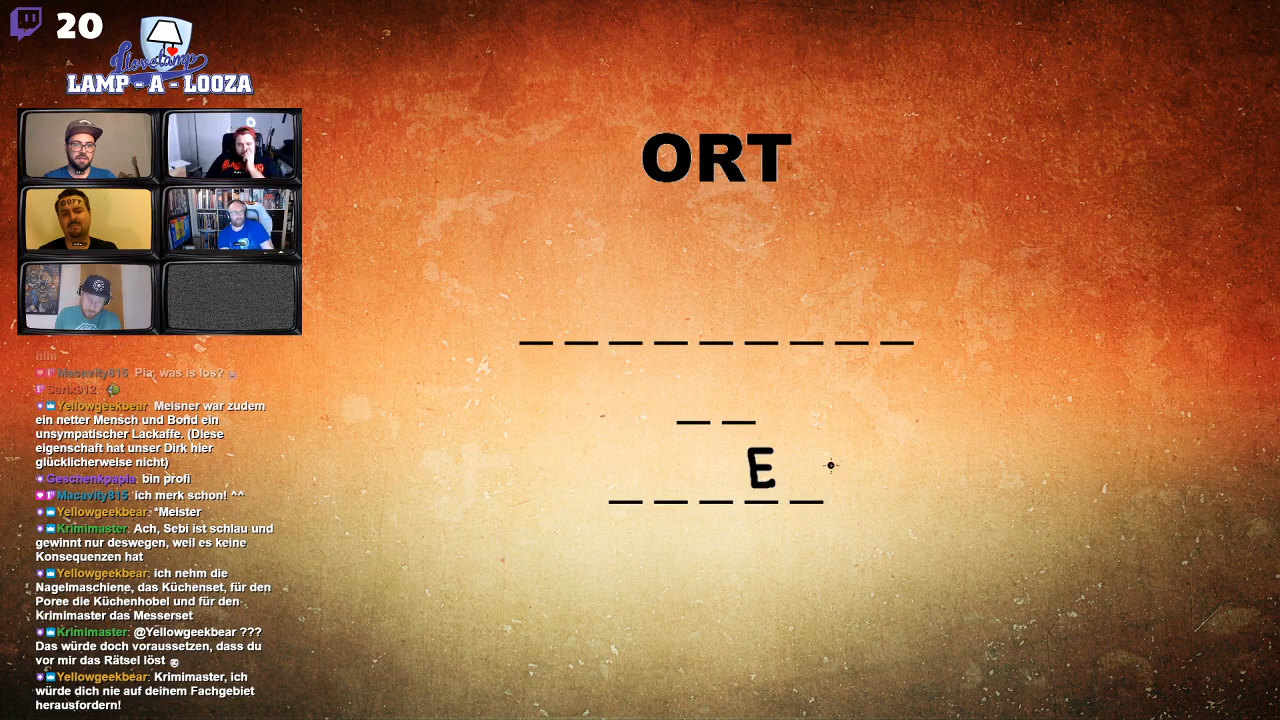 20
Ilovelamp
LAMP - A - LOOZA
ORT
GOTT
E
Macavity815 Pia, was is los?
Sarix912
Yellowgeekbear: Meisner war zudem
ein netter Mensch und Bond ein
unsympatischer Lackaffe. (Diese
eigenschaft hat unser Dirk hier
glücklicherweise nicht)
Geschenkpapia: bin profi
Macavity815: ich merk schon! ^^
Yellowgeekbear: *Meister
Krimimaster: Ach, Sebi ist schlau und
gewinnt nur deswegen, weil es keine
Konsequenzen hat
Yellowgeekbear: ich nehm die
Nagelmaschiene, das Küchenset, für den
Poree die Küchenhobel und für den
Krimimaster das Messerset
Krimimaster: @Yellowgeekbear ???
Das würde doch voraussetzen, dass du
vor mir das Rätsel löst
Yellowgeekbear: Krimimaster, ich
würde dich nie auf deinem Fachgebiet
herausfordern!